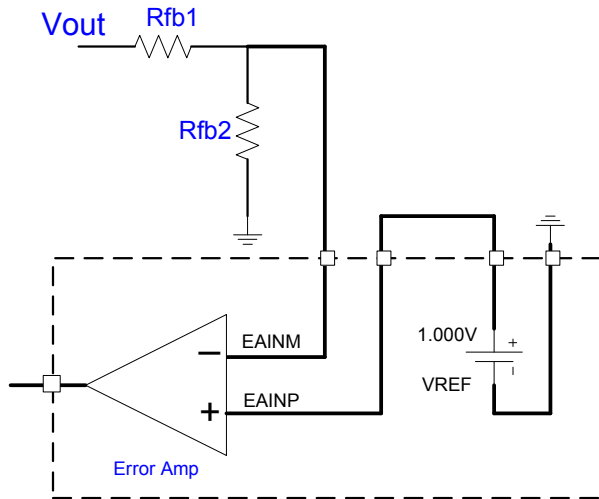 Vout
Rfb1
Rfb2
1.000V
+
−
EAINM
-
VREF
+
EAINP
Error Amp